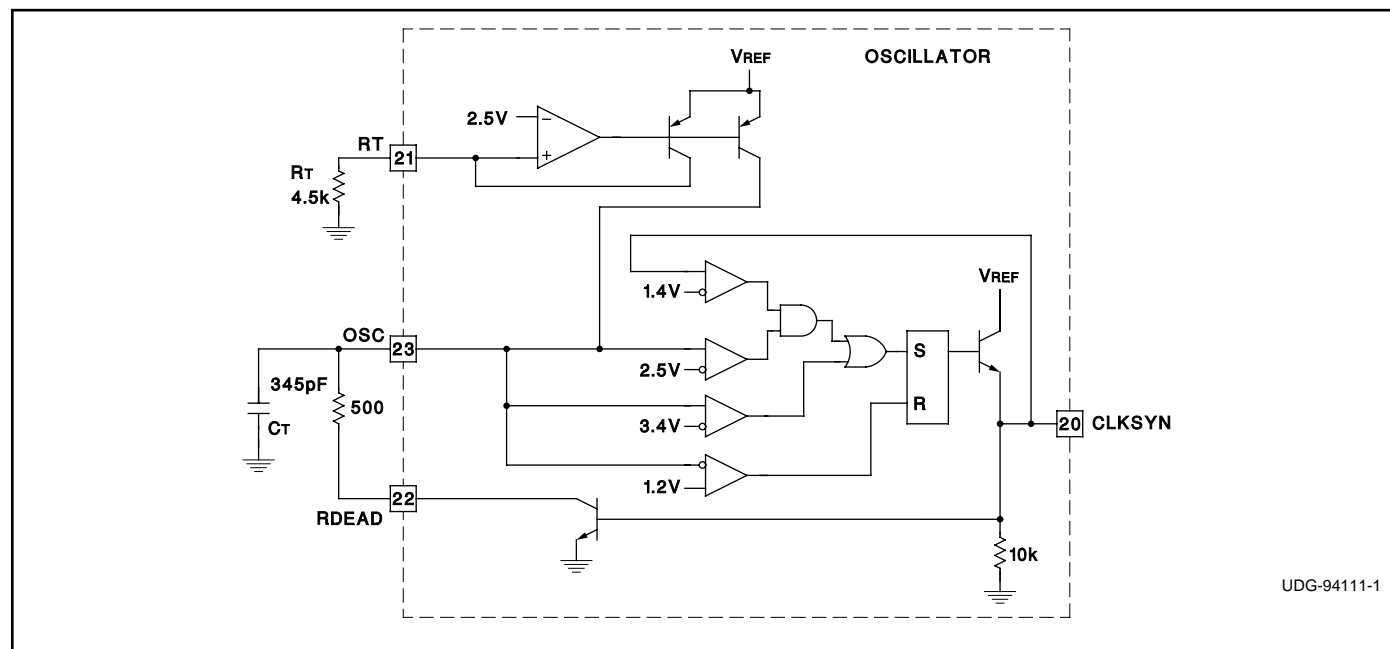 VREF
OSCILLATOR
2.5V
−
+
RT
21
RT
4.5k
VREF
1.4V
OSC
23
2.5V
S
345pF
500
3.4V
R
CT
20
CLKSYN
1.2V
22
RDEAD
10k
UDG-94111-1